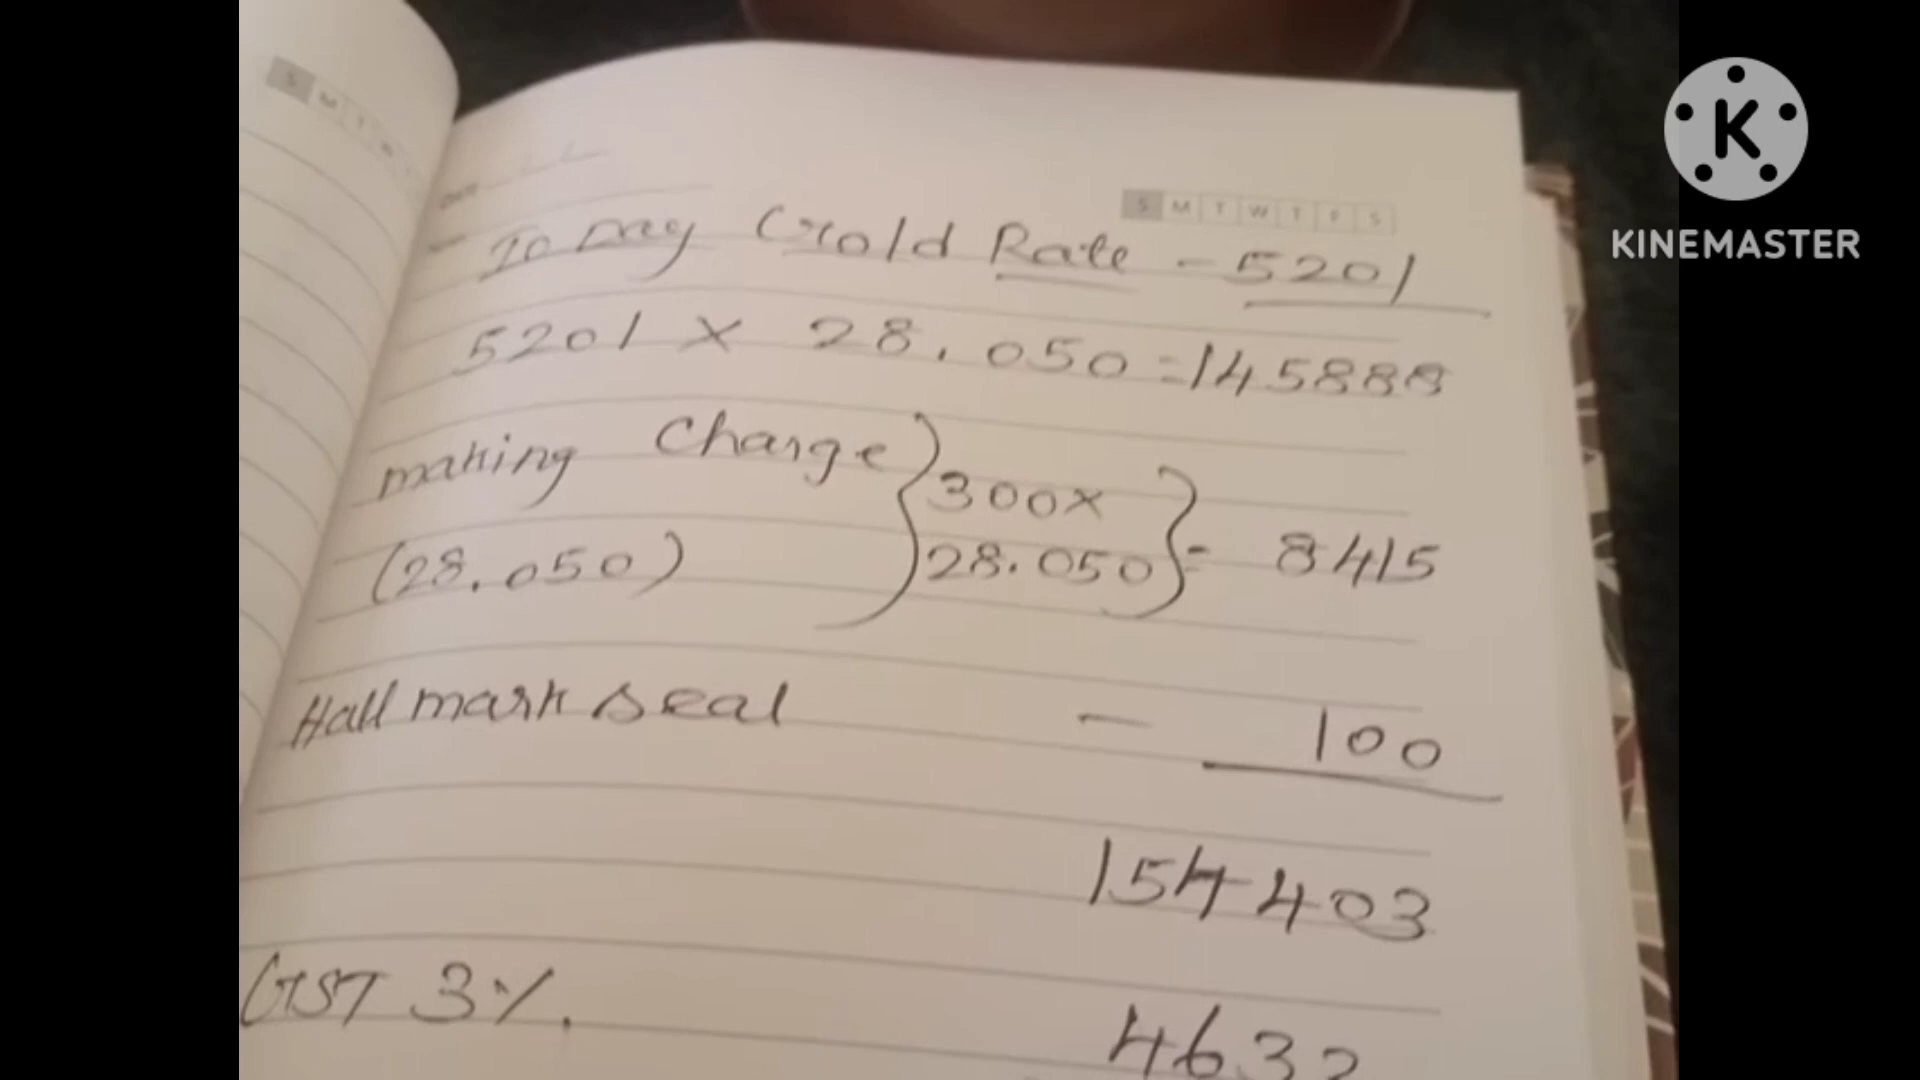 S M T W T F S
To Day Gold Rate - 5201
5201 X 28.050 = 145888
making Charge 300x
(28.050) 28.050 = 8415
Hall mark seal - 100
154403
GST 3%. 4632
KINEMASTER